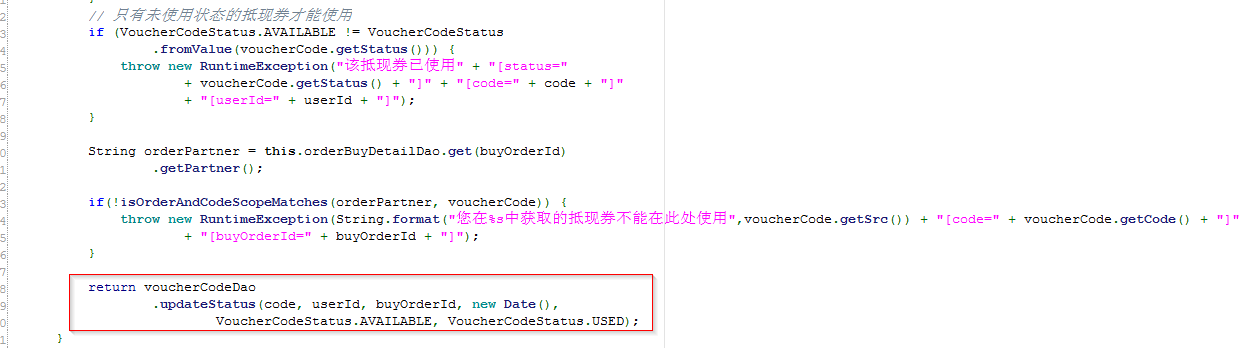 }
// 只有未使用状态的抵现券才能使用
if (VoucherCodeStatus.AVAILABLE != VoucherCodeStatus
.fromValue(voucherCode.getStatus())) {
throw new RuntimeException("该抵现券已使用" + "[status="
+ voucherCode.getStatus() + "]" + "[code=" + code + "]"
+ "[userId=" + userId + "]");
}
String orderPartner = this.orderBuyDetailDao.get(buyOrderId)
.getPartner();
if(!isOrderAndCodeScopeMatches(orderPartner, voucherCode)) {
throw new RuntimeException(String.format("您在%s中获取的抵现券不能在此处使用",voucherCode.getSrc()) + "[code=" + voucherCode.getCode() + "]"
+ "[buyOrderId=" + buyOrderId + "]");
}
return voucherCodeDao
.updateStatus(code, userId, buyOrderId, new Date(),
VoucherCodeStatus.AVAILABLE, VoucherCodeStatus.USED);
}